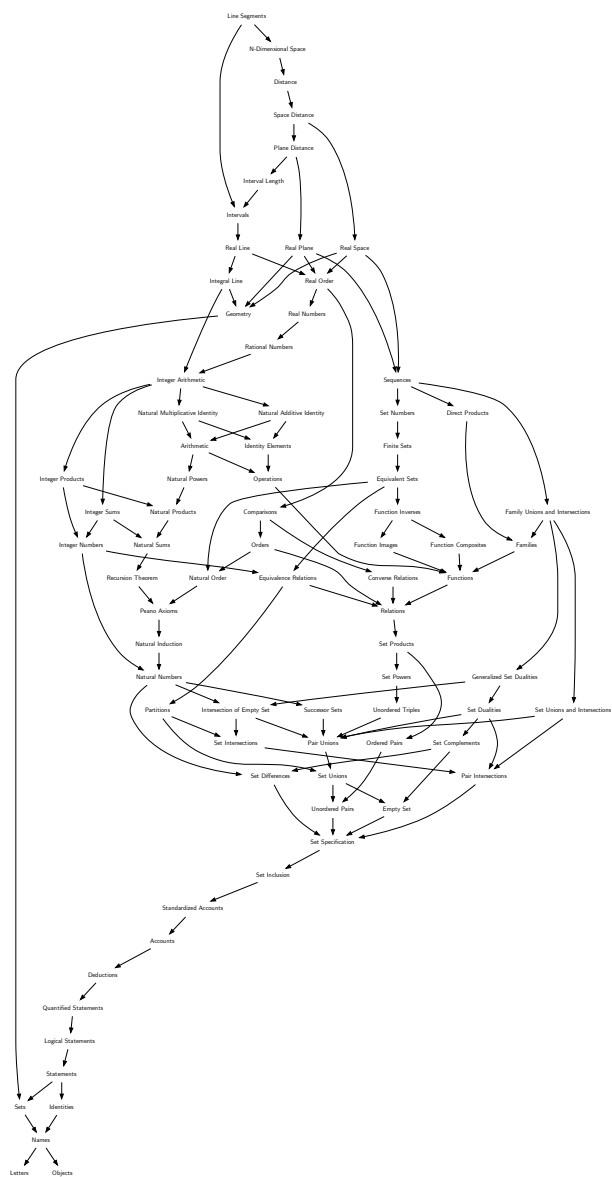 Line Segments
N-Dimensional Space
Distance
Space Distance
Plane Distance
Interval Length
Intervals
Real Line
Real Plane
Real Space
Integral Line
Real Order
Geometry
Real Numbers
Rational Numbers
Integer Arithmetic
Sequences
Natural Multiplicative Identity
Natural Additive Identity
Set Numbers
Direct Products
Arithmetic
Identity Elements
Finite Sets
Integer Products
Natural Powers
Operations
Equivalent Sets
Integer Sums
Natural Products
Comparisons
Function Inverses
Family Unions and Intersections
Integer Numbers
Natural Sums
Orders
Function Images
Function Composites
Families
Recursion Theorem
Natural Order
Equivalence Relations
Converse Relations
Functions
Peano Axioms
Relations
Natural Induction
Set Products
Natural Numbers
Set Powers
Generalized Set Dualities
Partitions
Intersection of Empty Set
Successor Sets
Unordered Triples
Set Dualities
Set Unions and Intersections
Set Intersections
Pair Unions
Ordered Pairs
Set Complements
Set Differences
Set Unions
Pair Intersections
Unordered Pairs
Empty Set
Set Specification
Set Inclusion
Standardized Accounts
Accounts
Deductions
Quantified Statements
Logical Statements
Statements
Sets
Identities
Names
Letters
Objects